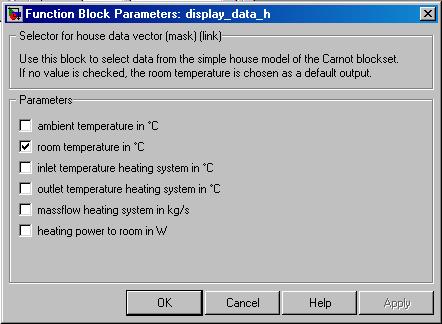 Function Block Parameters: display_data_h
Selector for house data vector (mask) (link)
Use this block to select data from the simple house model of the Carnot blockset.
If no value is checked, the room temperature is chosen as a default output.
Parameters
ambient temperature in °C
room temperature in °C
inlet temperature heating system in °C
outlet temperature heating system in °C
massflow heating system in kg/s
heating power to room in W
OK Cancel Help Apply